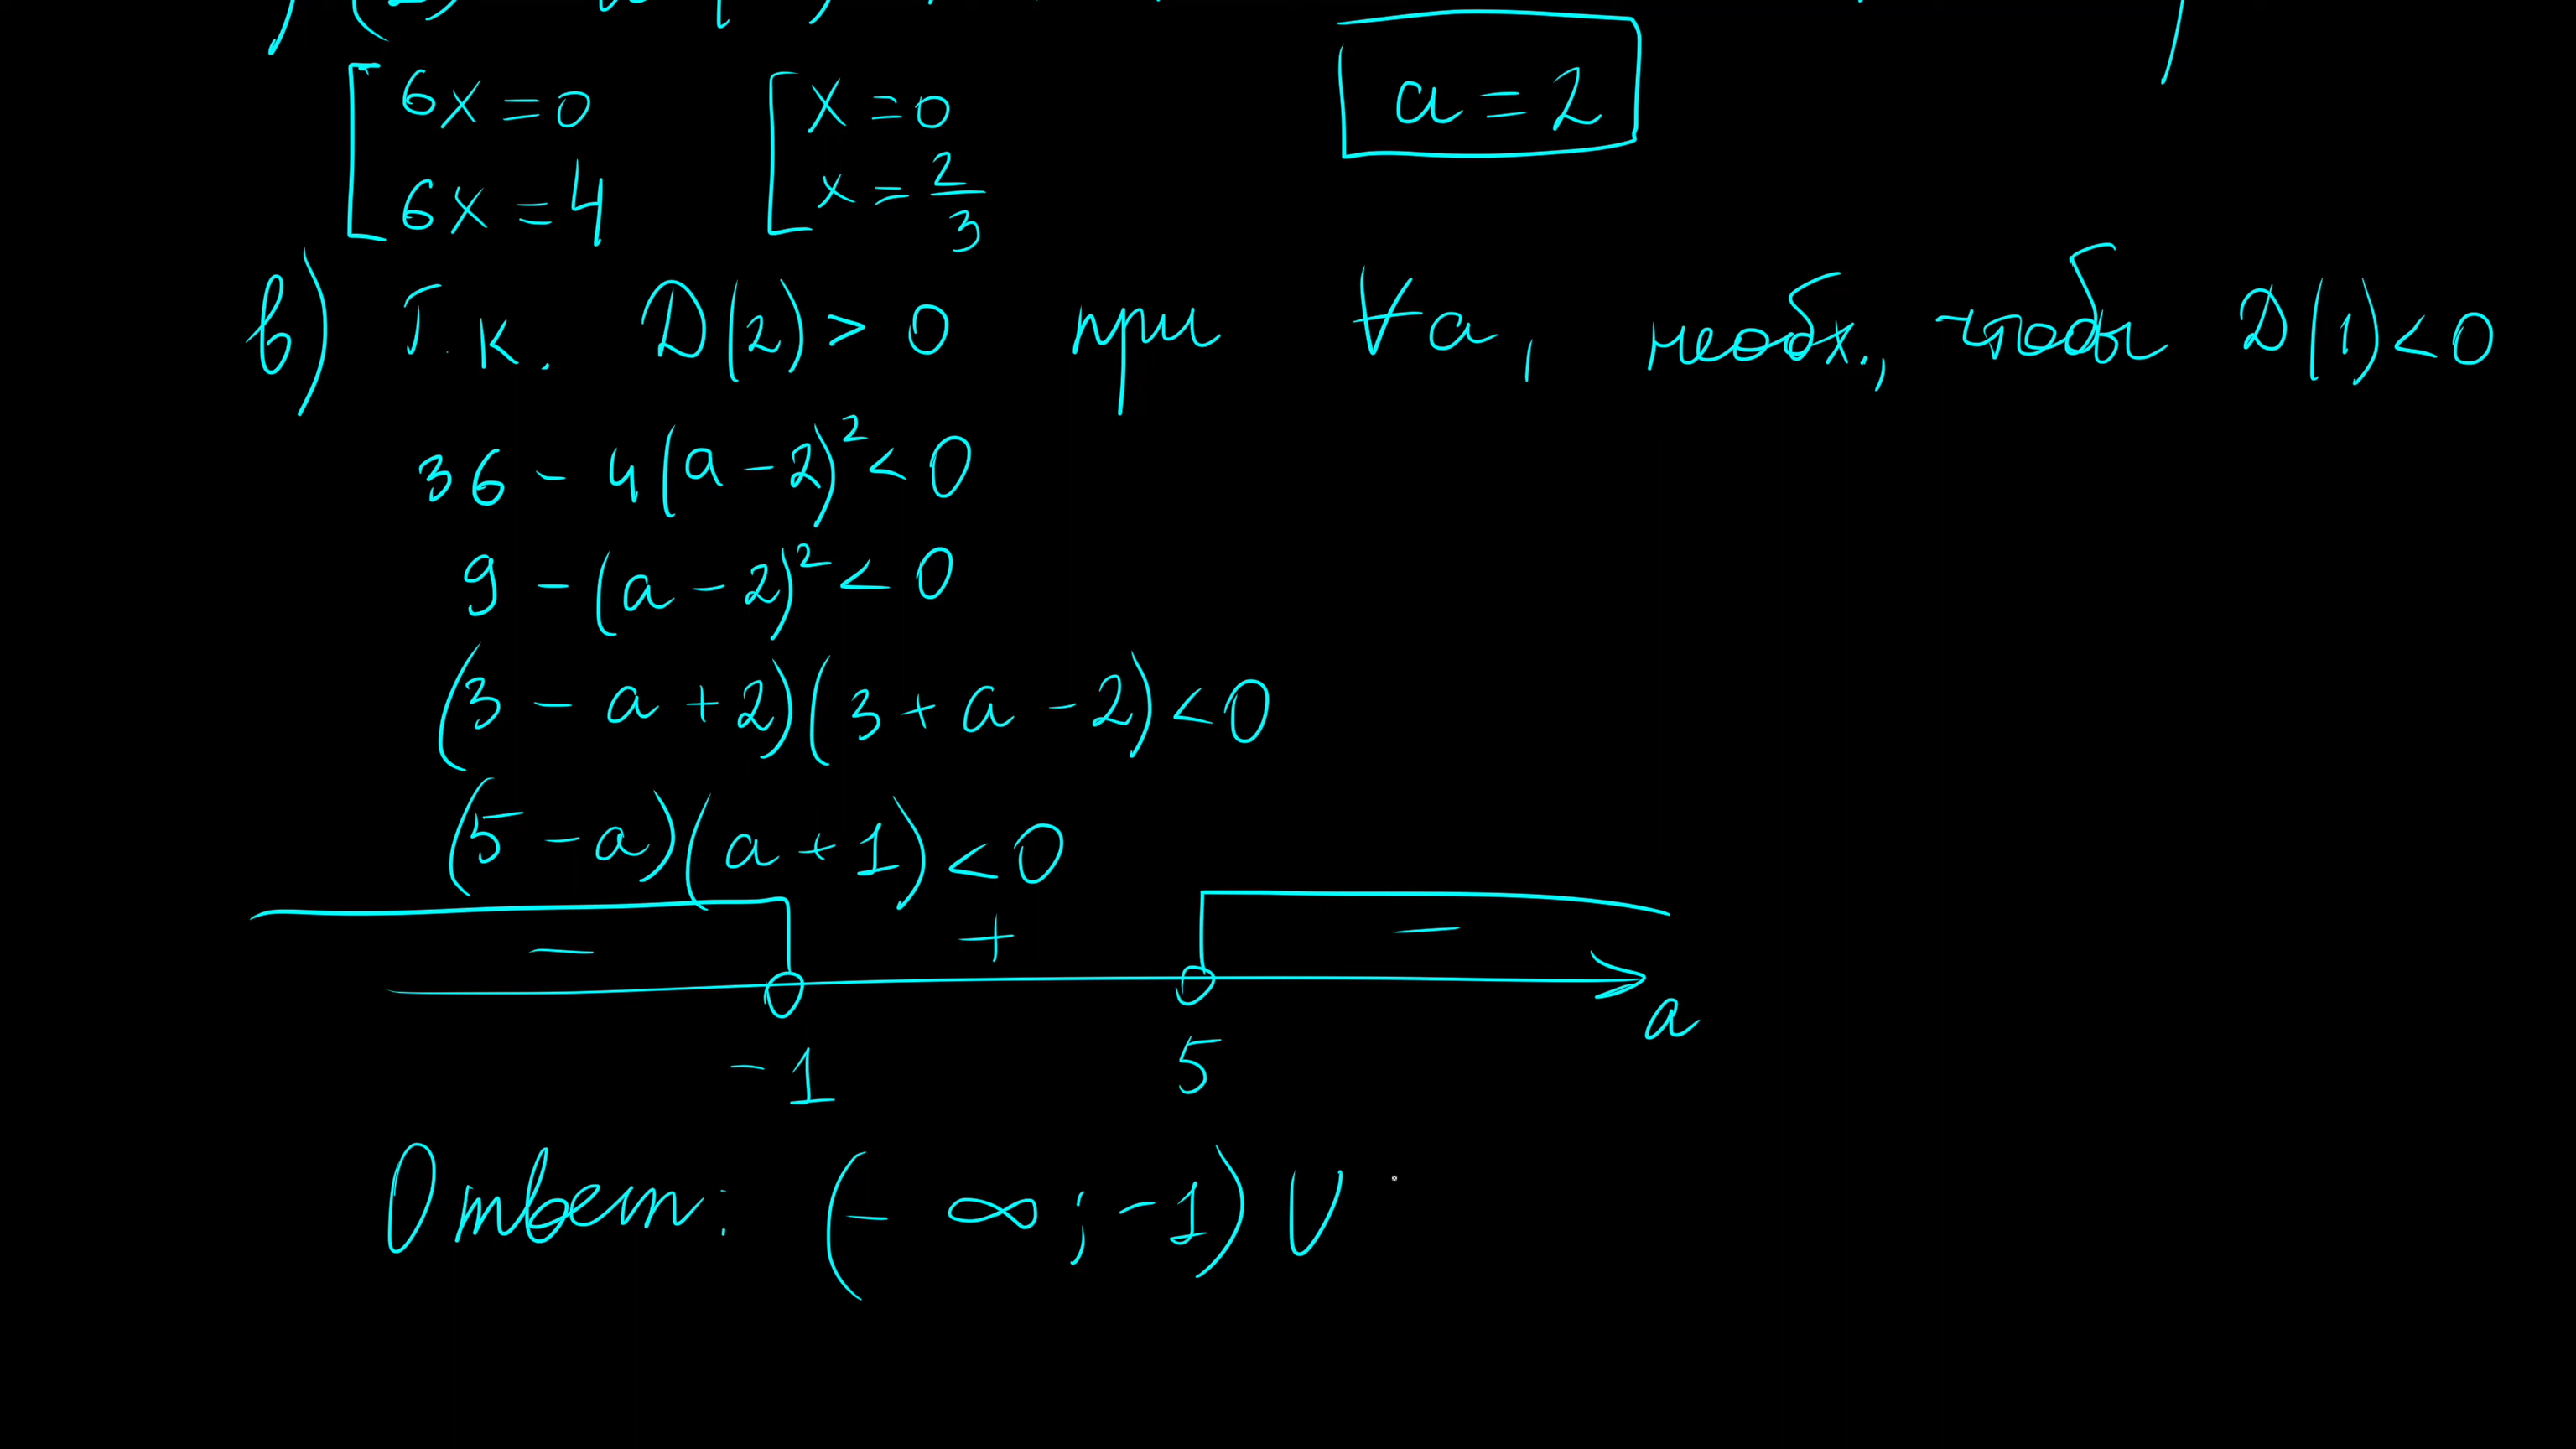 6x = 0
6x = 4
x = 0
x = 2/3
a = 2
в) Т.к. D(2) > 0 при ∀a, необх., чтобы D(1) < 0
36 - 4(a - 2)² < 0
9 - (a - 2)² < 0
(3 - a + 2)(3 + a - 2) < 0
(5 - a)(a + 1) < 0
- + -
-1 5 a
Ответ: (- ∞; -1) ∪